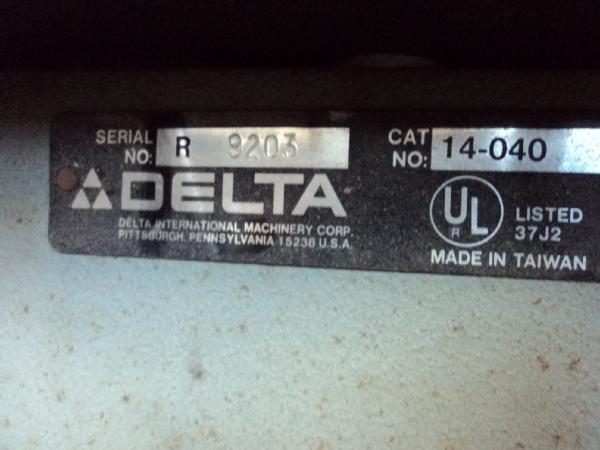 SERIAL NO: R 9203
CAT NO: 14-040
DELTA
DELTA INTERNATIONAL MACHINERY CORP.
PITTSBURGH, PENNSYLVANIA 15238 U.S.A.
UL R
LISTED
37J2
MADE IN TAIWAN